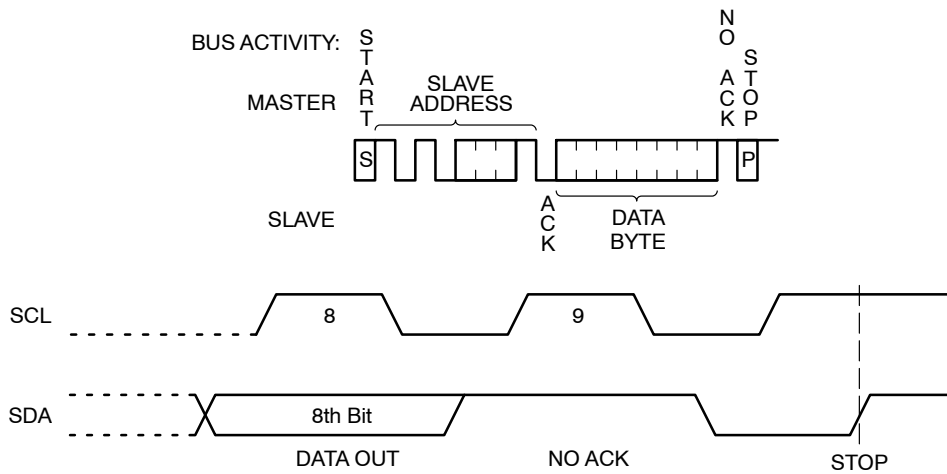 BUS ACTIVITY:
MASTER
START
SLAVE
ADDRESS
NO ACK
STOP
S
P
SLAVE
ACK
DATA
BYTE
SCL
8
9
SDA
8th Bit
DATA OUT
NO ACK
STOP